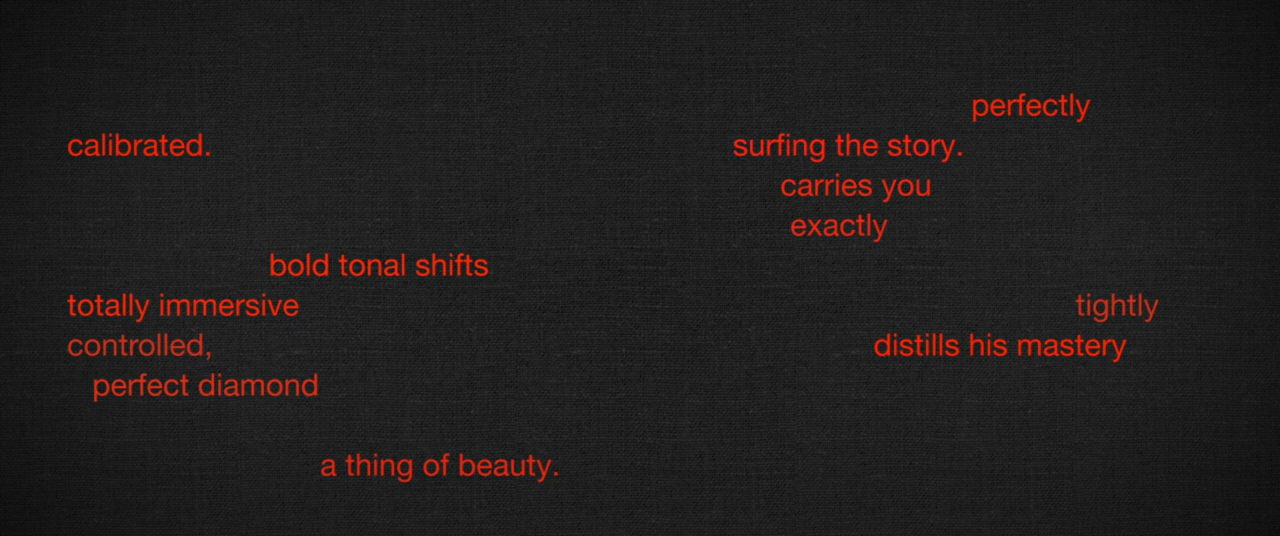 perfectly
calibrated. surfing the story.
carries you
exactly
bold tonal shifts
totally immersive tightly
controlled, distills his mastery
perfect diamond
a thing of beauty.